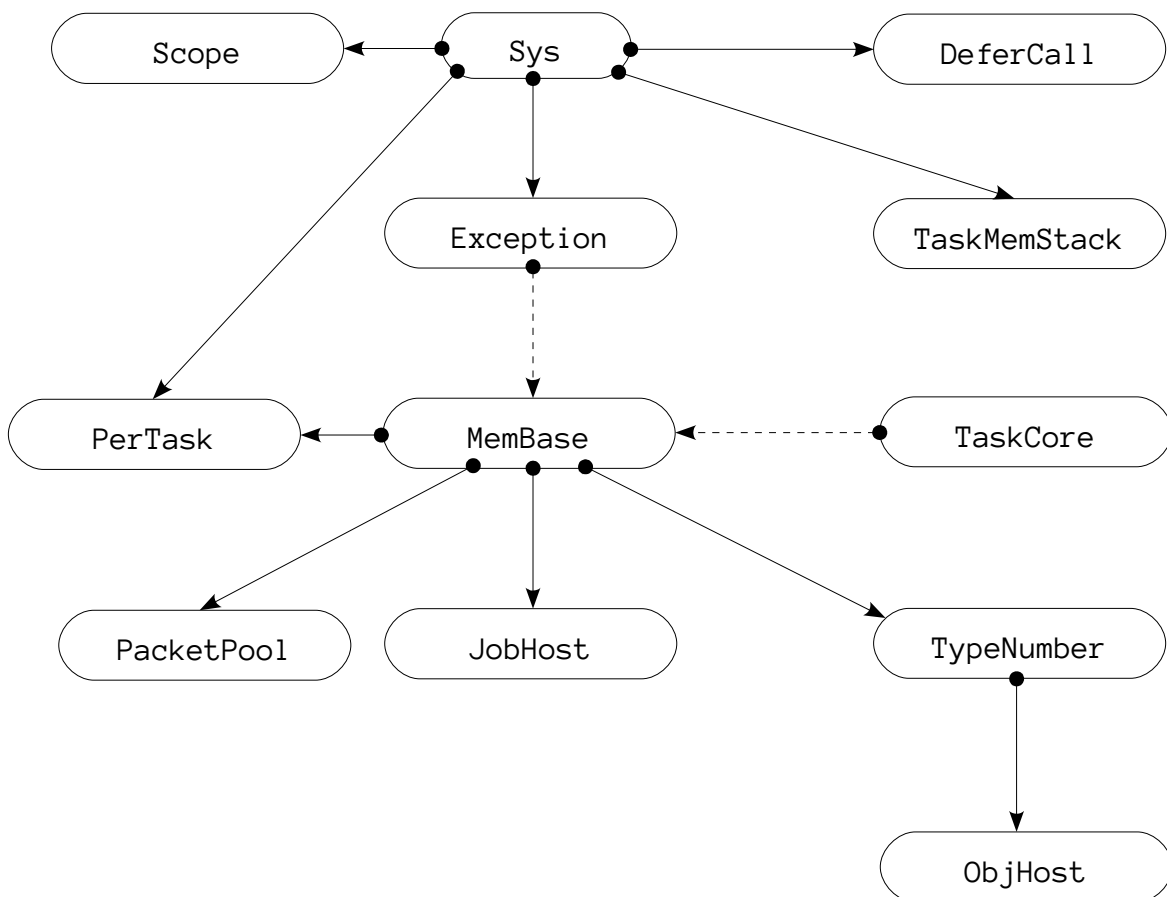 Scope
Sys
DeferCall
Exception
TaskMemStack
PerTask
MemBase
TaskCore
PacketPool
JobHost
TypeNumber
ObjHost